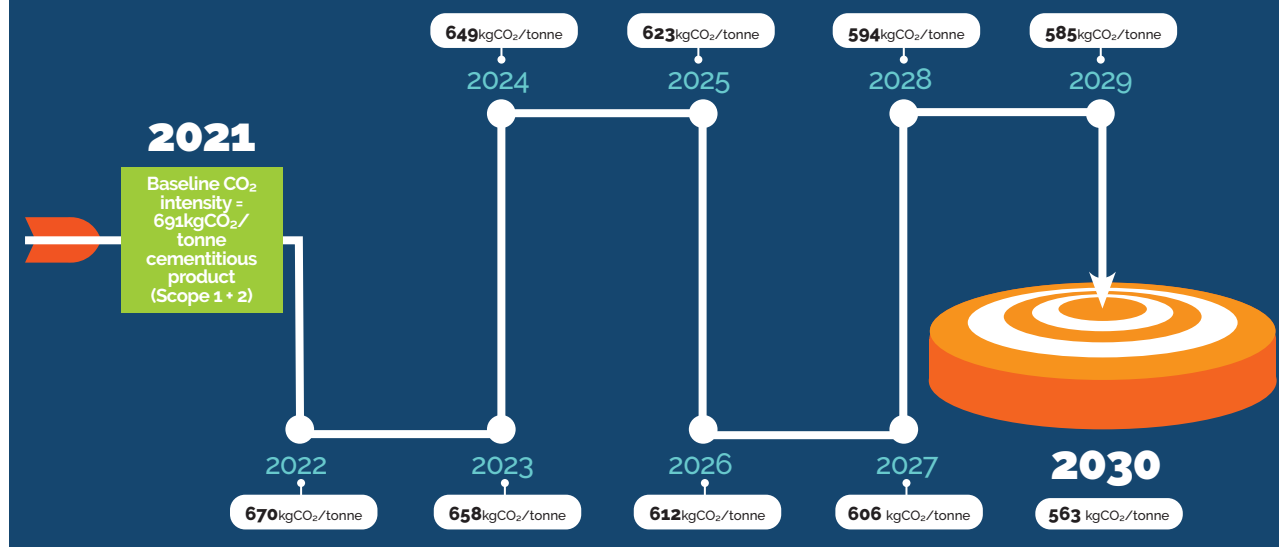 649kgCO₂/tonne
623kgCO₂/tonne
594kgCO₂/tonne
585kgCO₂/tonne
2024
2025
2028
2029
2021
Baseline CO₂
intensity =
691kgCO₂/
tonne
cementitious
product
(Scope 1 + 2)
2022
2023
2026
2027
2030
670kgCO₂/tonne
658kgCO₂/tonne
612kgCO₂/tonne
606 kgCO₂/tonne
563 kgCO₂/tonne